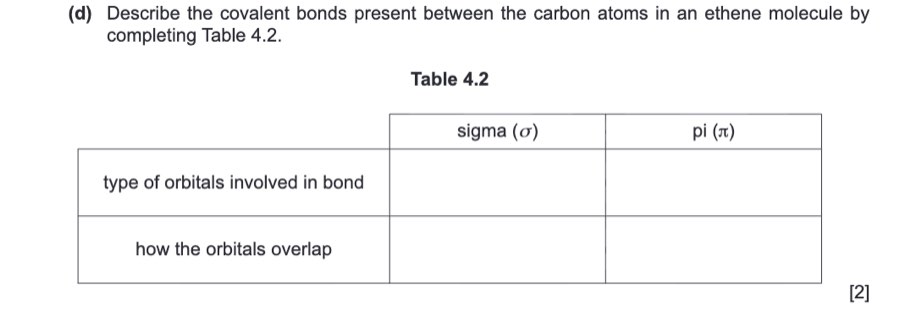 (d) Describe the covalent bonds present between the carbon atoms in an ethene molecule by
completing Table 4.2.
Table 4.2
sigma (σ) pi (π)
type of orbitals involved in bond
how the orbitals overlap
[2]